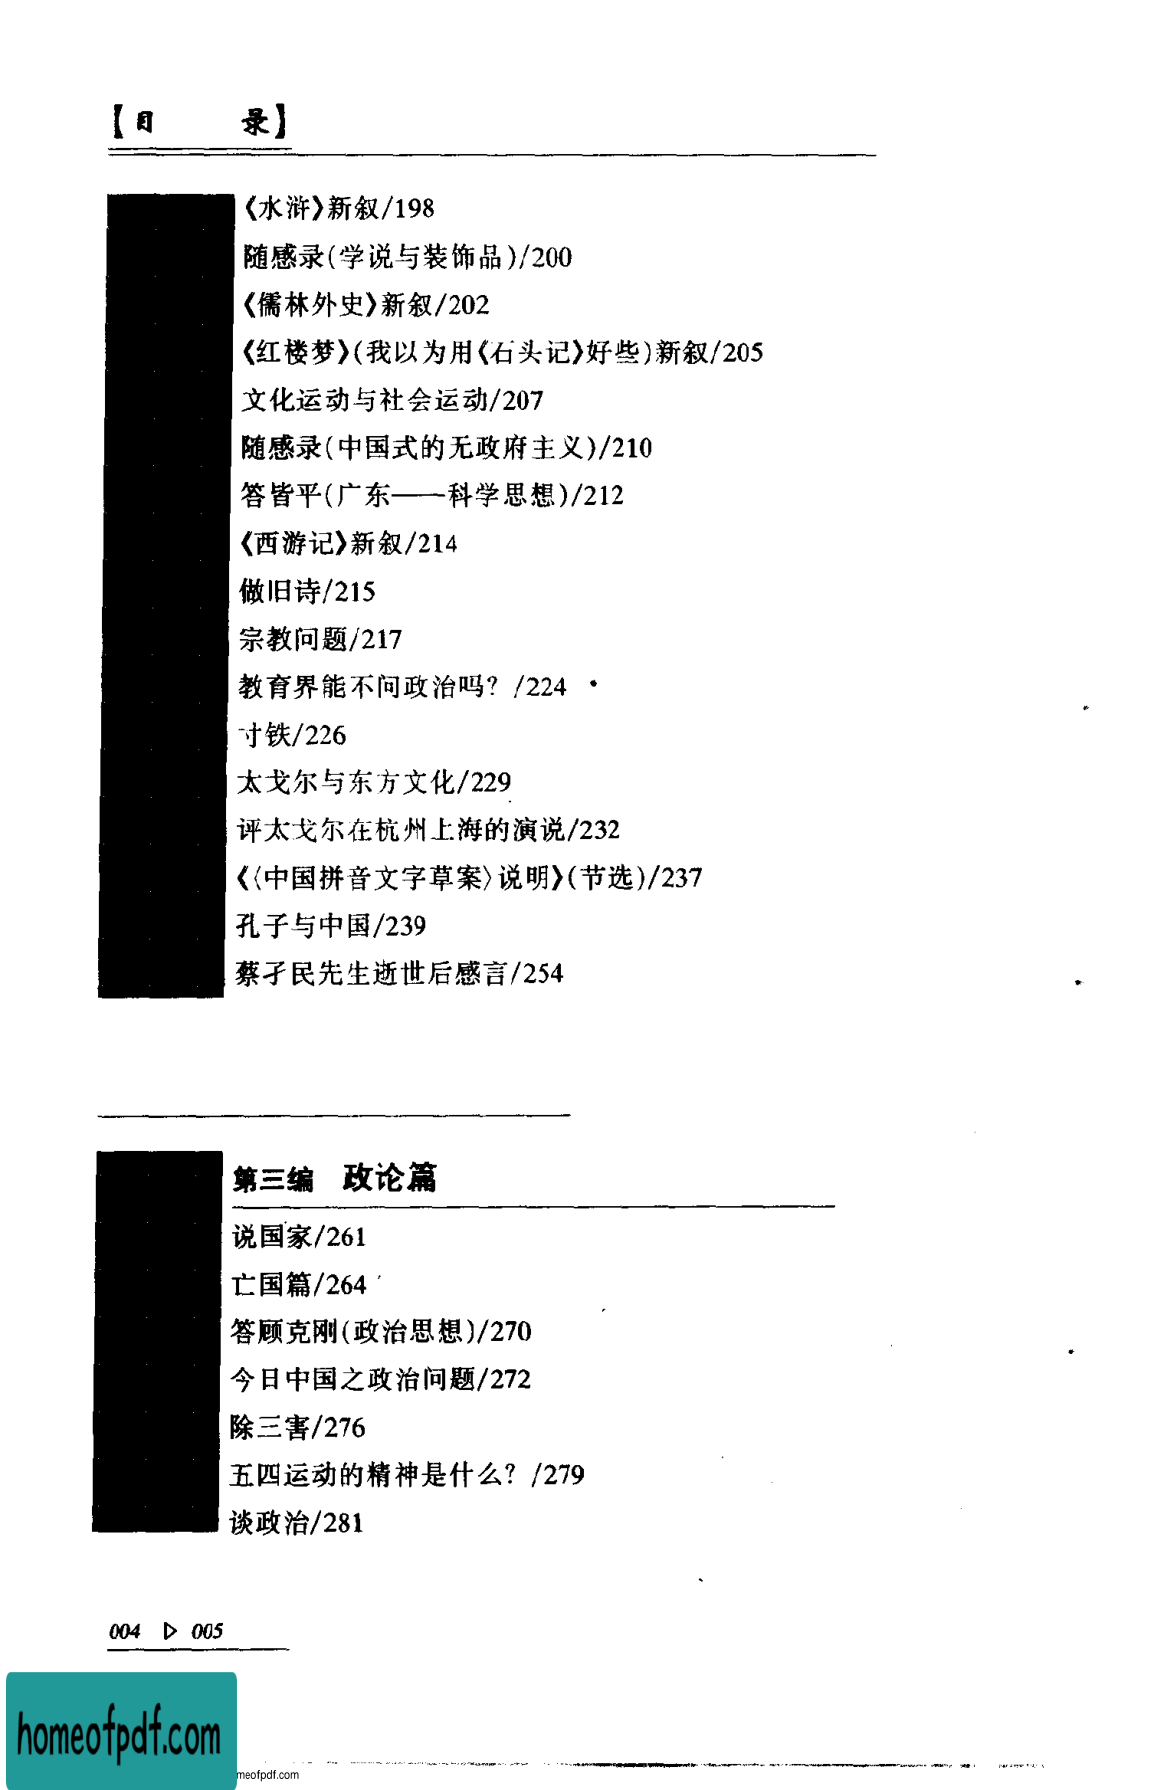 【目 录】
《水浒》新叙/198
随感录(学说与装饰品)/200
《儒林外史》新叙/202
《红楼梦》(我以为用《石头记》好些)新叙/205
文化运动与社会运动/207
随感录(中国式的无政府主义)/210
答皆平(广东——科学思想)/212
《西游记》新叙/214
做旧诗/215
宗教问题/217
教育界能不问政治吗？/224
寸铁/226
太戈尔与东方文化/229
评太戈尔在杭州上海的演说/232
《〈中国拼音文字草案〉说明》(节选)/237
孔子与中国/239
蔡孑民先生逝世后感言/254
第三编 政论篇
说国家/261
亡国篇/264
答顾克刚(政治思想)/270
今日中国之政治问题/272
除三害/276
五四运动的精神是什么？/279
谈政治/281
004 ▷ 005
homeofpdf.com
meofpdf.com